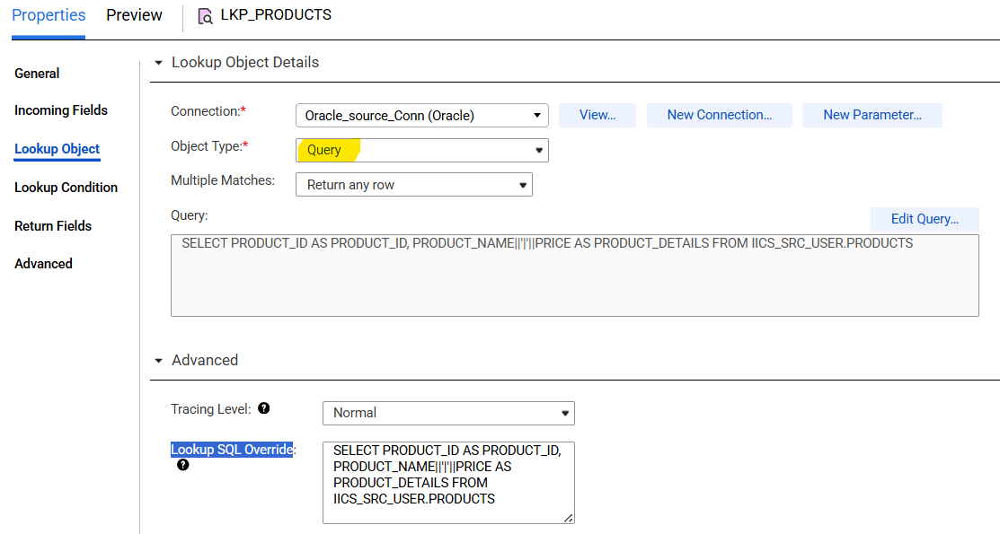 Properties Preview LKP_PRODUCTS
General
Incoming Fields
Lookup Object
Lookup Condition
Return Fields
Advanced
Lookup Object Details
Connection:* Oracle_source_Conn (Oracle) View... New Connection... New Parameter...
Object Type:* Query
Multiple Matches: Return any row
Query: Edit Query...
SELECT PRODUCT_ID AS PRODUCT_ID, PRODUCT_NAME||'|'||PRICE AS PRODUCT_DETAILS FROM IICS_SRC_USER.PRODUCTS
Advanced
Tracing Level: ? Normal
Lookup SQL Override: ?
SELECT PRODUCT_ID AS PRODUCT_ID,
PRODUCT_NAME||'|'||PRICE AS
PRODUCT_DETAILS FROM
IICS_SRC_USER.PRODUCTS